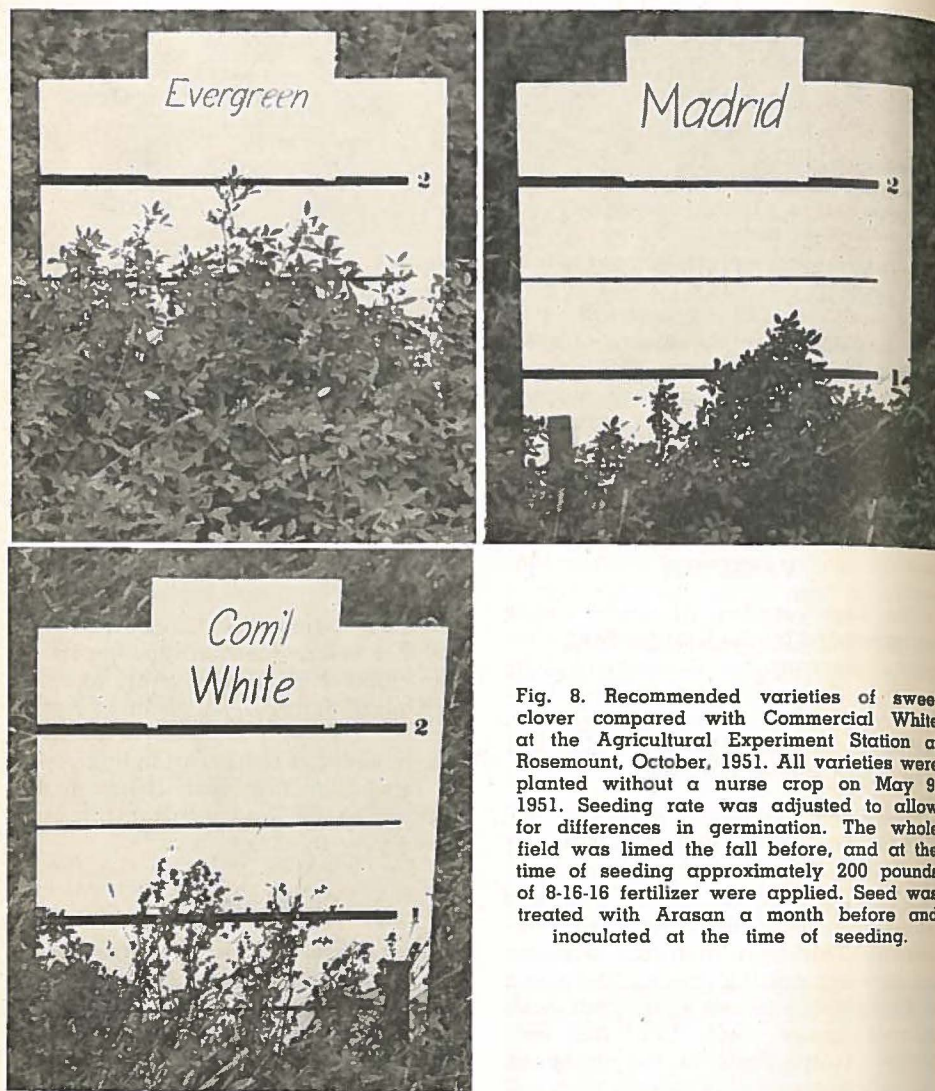 Evergreen
2
Madrid
2
1
Com'l
White
2
1
Fig. 8. Recommended varieties of swee
clover compared with Commercial White
at the Agricultural Experiment Station a
Rosemount, October, 1951. All varieties were
planted without a nurse crop on May 9
1951. Seeding rate was adjusted to allow
for differences in germination. The whole
field was limed the fall before, and at the
time of seeding approximately 200 pounds
of 8-16-16 fertilizer were applied. Seed was
treated with Arasan a month before and
inoculated at the time of seeding.